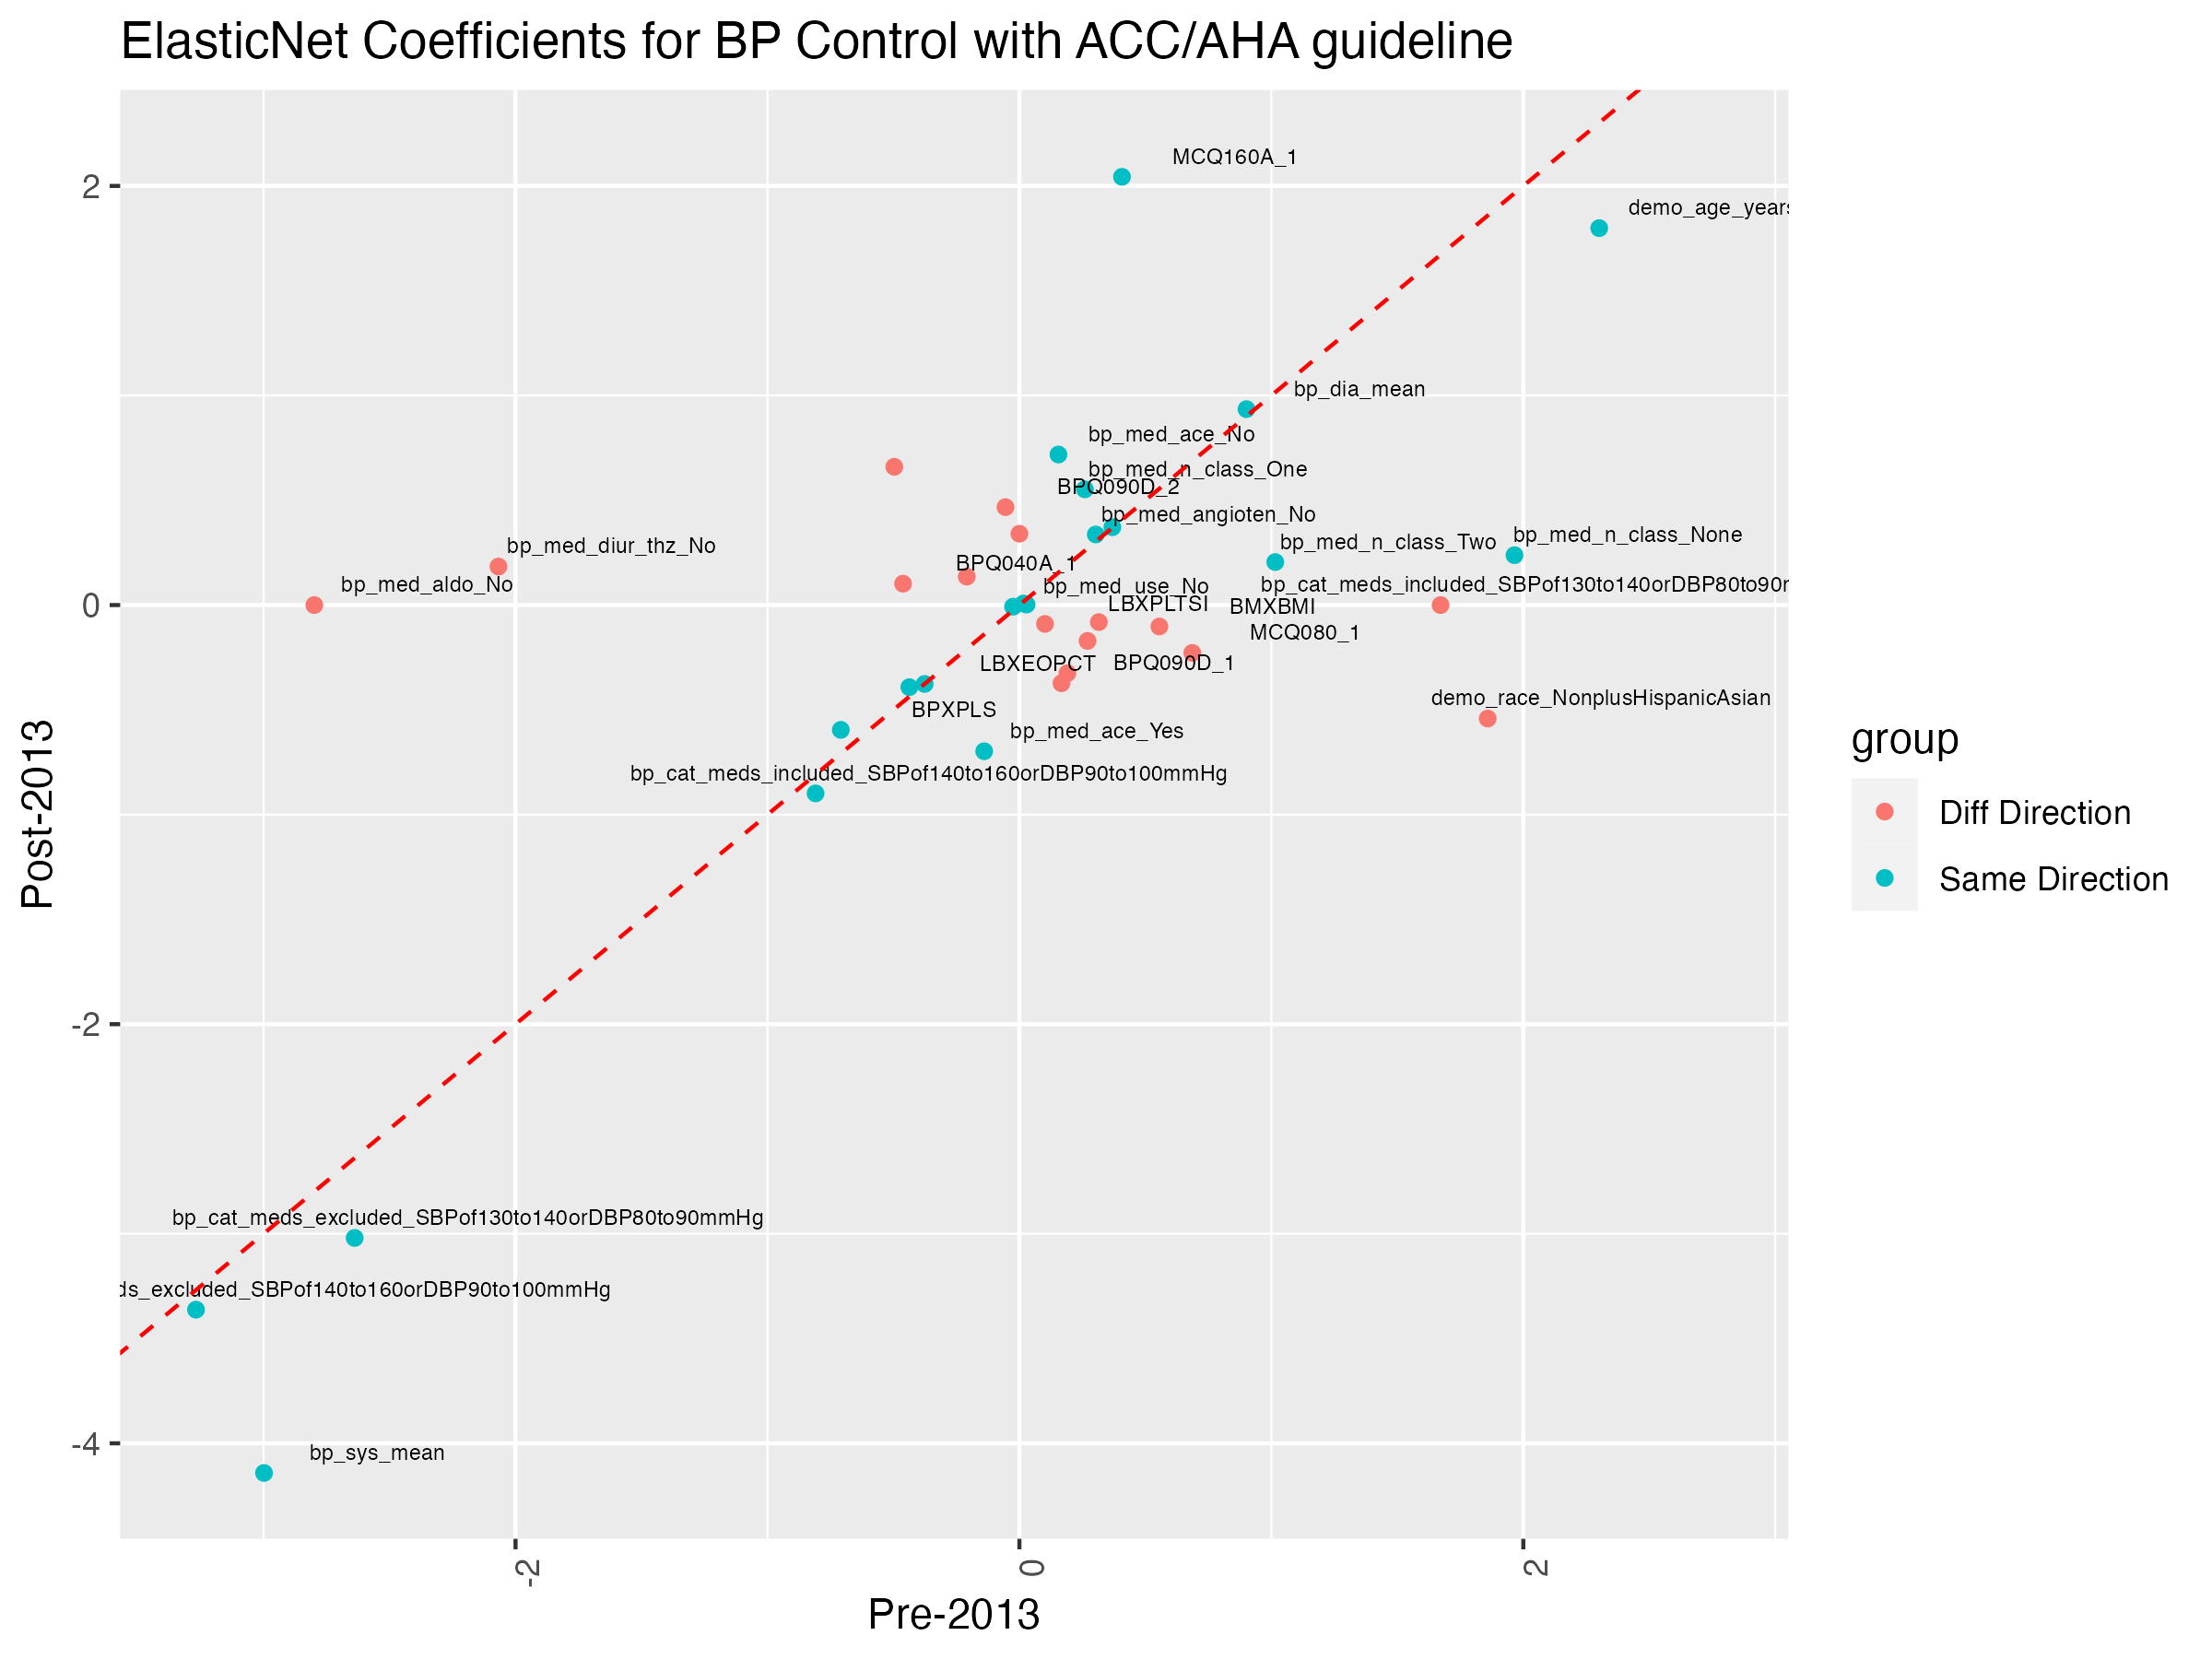 ElasticNet Coefficients for BP Control with ACC/AHA guideline
MCQ160A_1
2
demo_age_years
bp_dia_mean
bp_med_ace_No
bp_med_n_class_One
BPQ090D_2
bp_med_angioten_No
bp_med_n_class_None
bp_med_n_class_Two
bp_med_diur_thz_No
BPQ040A_1
bp_med_aldo_No
bp_med_use_No
bp_cat_meds_included_SBPof130to140orDBP80to90m
0
LBXPLTSI
BMXBMI
MCQ080_1
LBXEOPCT
BPQ090D_1
demo_race_NonplusHispanicAsian
BPXPLS
bp_med_ace_Yes
bp_cat_meds_included_SBPof140to160orDBP90to100mmHg
Post-2013
-2
bp_cat_meds_excluded_SBPof130to140orDBP80to90mmHg
ds_excluded_SBPof140to160orDBP90to100mmHg
-4
bp_sys_mean
-2
0
2
Pre-2013
group
Diff Direction
Same Direction